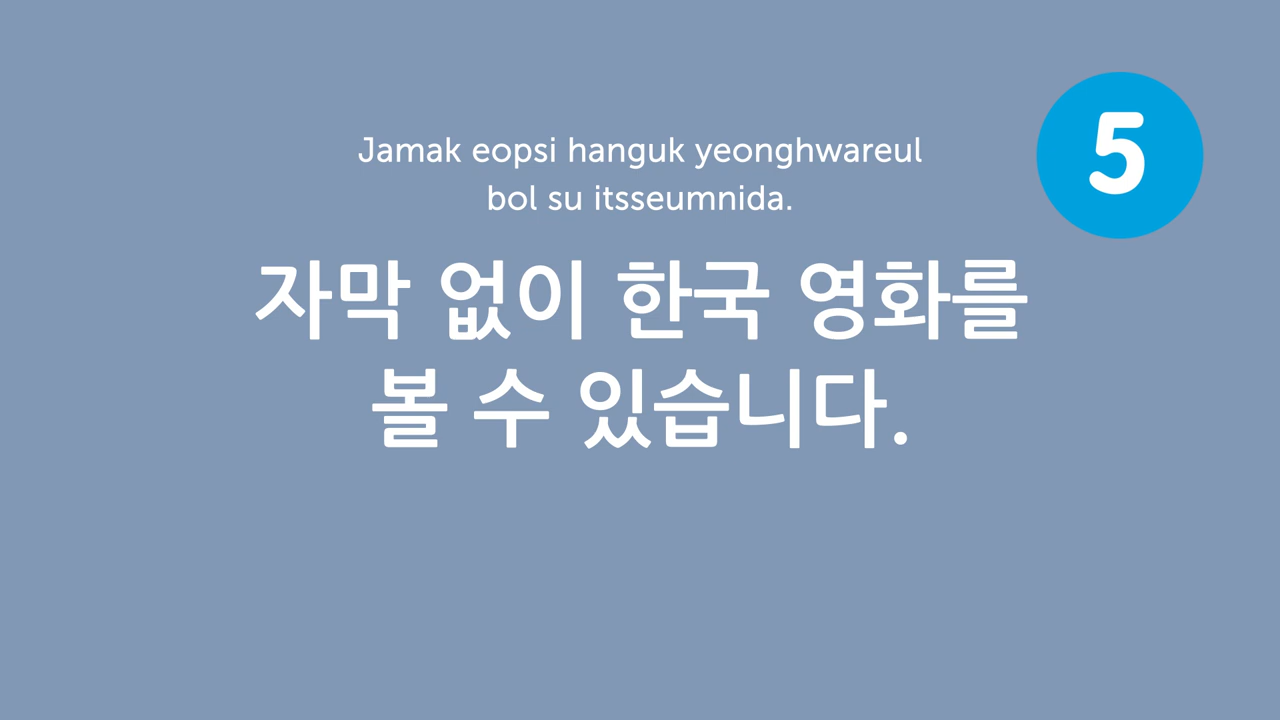 Jamak eopsi hanguk yeonghwareul
bol su itsseumnida.
5
자막 없이 한국 영화를
볼 수 있습니다.